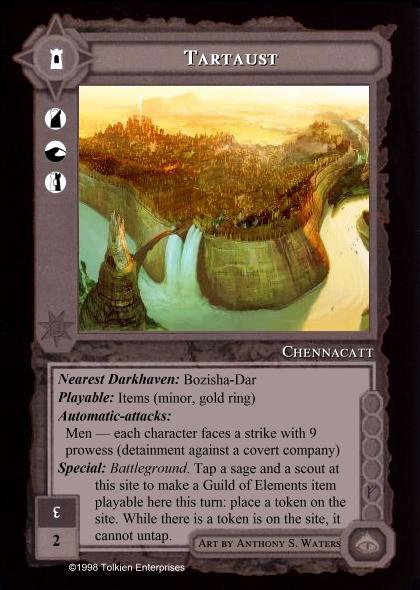 TARTAUST
CHENNACATT
Nearest Darkhaven: Bozisha-Dar
Playable: Items (minor, gold ring)
Automatic-attacks:
Men — each character faces a strike with 9
prowess (detainment against a covert company)
Special: Battleground. Tap a sage and a scout at
this site to make a Guild of Elements item
playable here this turn: place a token on the
site. While there is a token is on the site, it
cannot untap.
ε
2
ART BY ANTHONY S. WATERS
©1998 Tolkien Enterprises